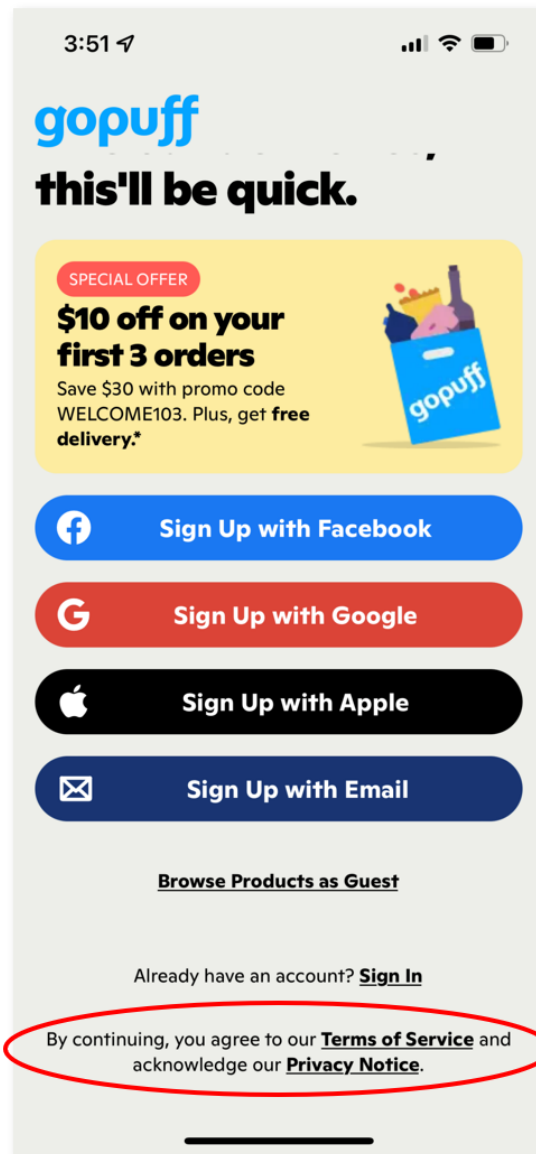 3:51
gopuff
this'll be quick.
SPECIAL OFFER
$10 off on your
first 3 orders
Save $30 with promo code
WELCOME103. Plus, get free
delivery.*
gopuff
Sign Up with Facebook
Sign Up with Google
Sign Up with Apple
Sign Up with Email
Browse Products as Guest
Already have an account? Sign In
By continuing, you agree to our Terms of Service and
acknowledge our Privacy Notice.